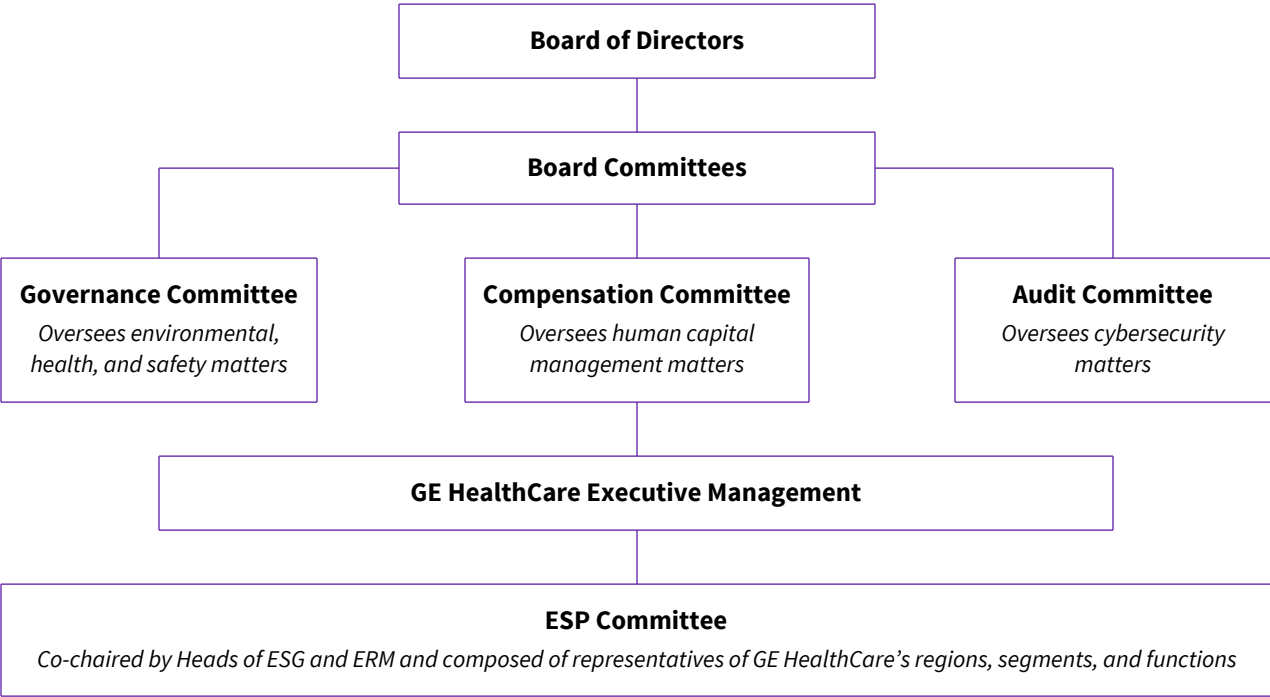 Board of Directors
Board Committees
Governance Committee
Oversees environmental,
health, and safety matters
Compensation Committee
Oversees human capital
management matters
Audit Committee
Oversees cybersecurity
matters
GE HealthCare Executive Management
ESP Committee
Co-chaired by Heads of ESG and ERM and composed of representatives of GE HealthCare’s regions, segments, and functions